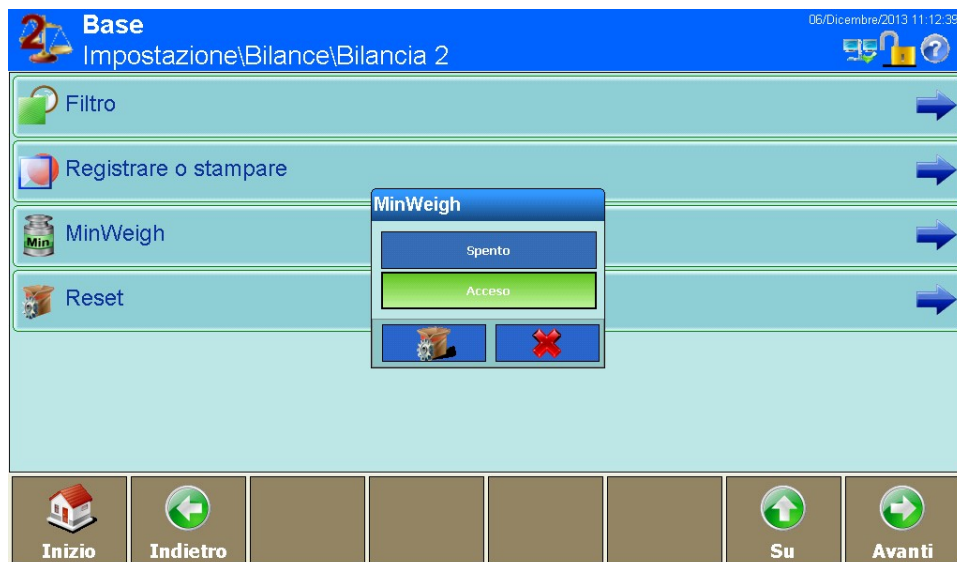 2
Base
06/Dicembre/2013 11:12:39
Impostazione\Bilance\Bilancia 2
?
Filtro
Registrare o stampare
MinWeigh
Spento
Min
MinWeigh
Acceso
Reset
Inizio
Indietro
Su
Avanti